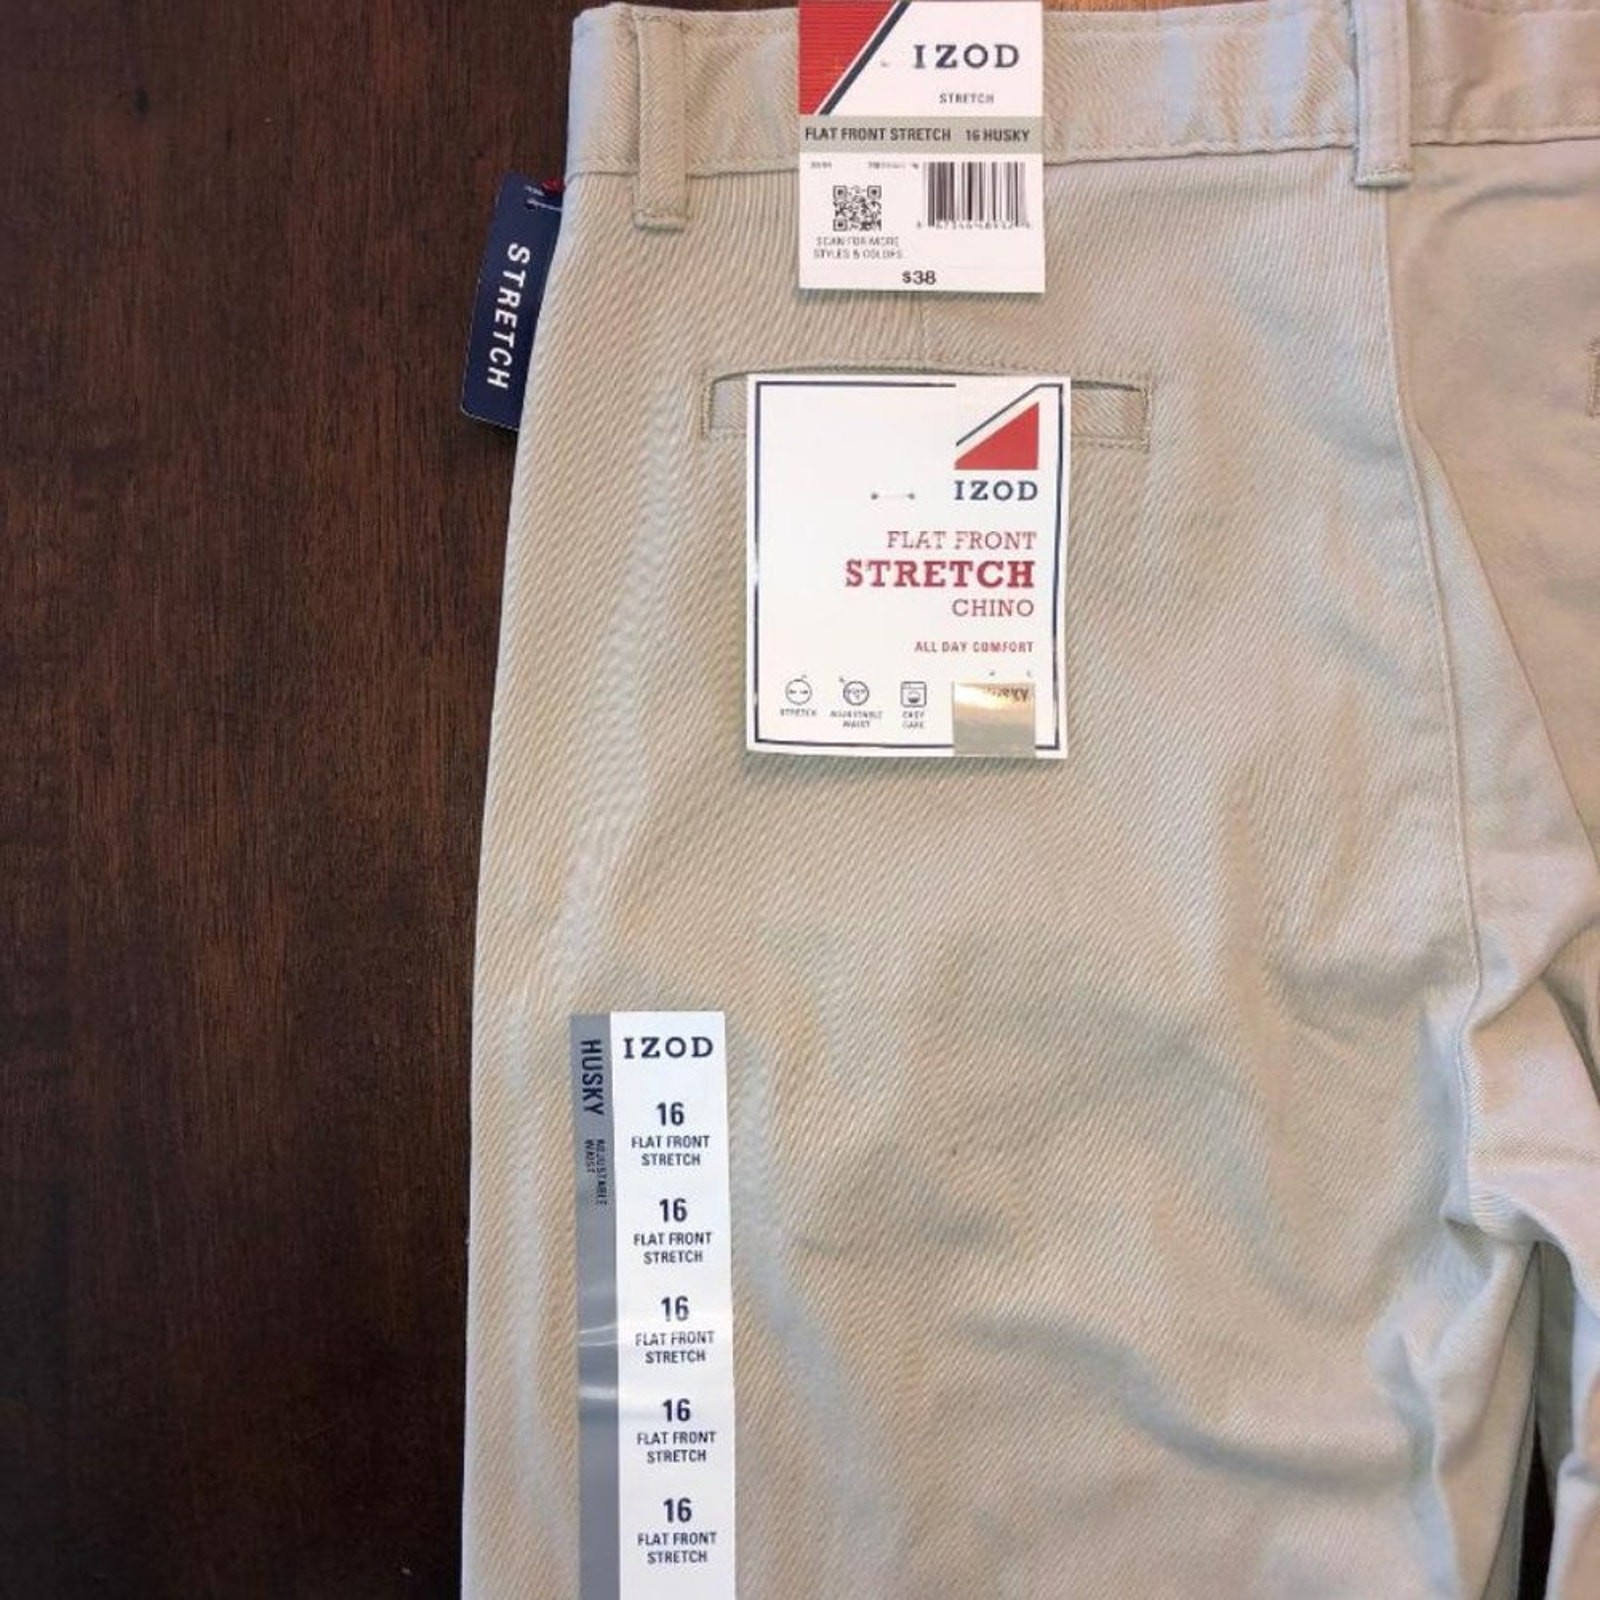 IZOD
STRETCH
FLAT FRONT STRETCH 16 HUSKY
SCAN FOR MORE
STYLES & COLORS
$38
STRETCH
IZOD
FLAT FRONT
STRETCH
CHINO
ALL DAY COMFORT
STRETCH
ADJUSTABLE
WAIST
EASY
CARE
HUSKY
ADJUSTABLE
WAIST
IZOD
16
FLAT FRONT
STRETCH
16
FLAT FRONT
STRETCH
16
FLAT FRONT
STRETCH
16
FLAT FRONT
STRETCH
16
FLAT FRONT
STRETCH